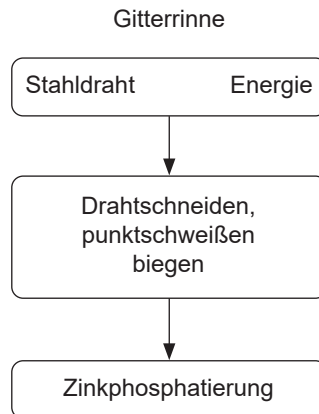 Gitterrinne
Stahldraht Energie
Drahtschneiden,
punktschweißen
biegen
Zinkphosphatierung